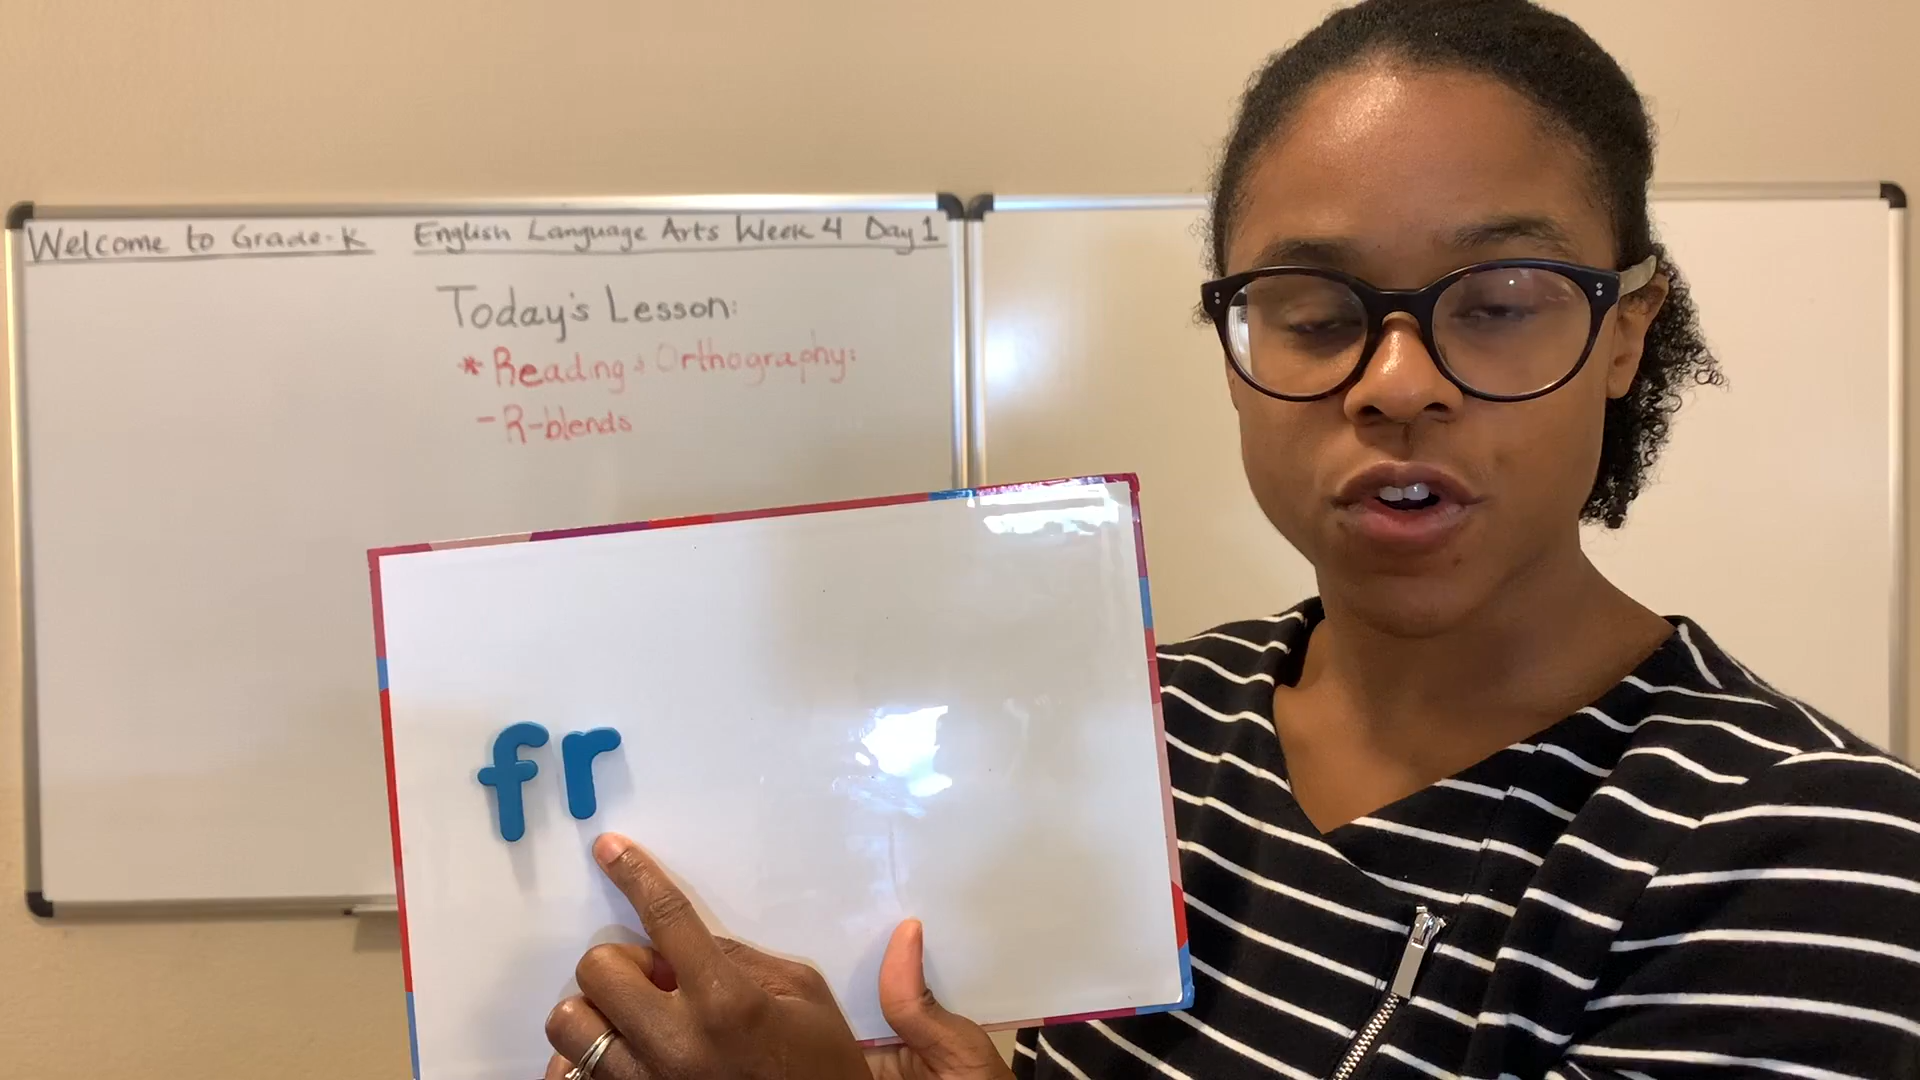 Welcome to Grade-K English Language Arts Week 4 Day 1
Today's Lesson:
* Reading & Orthography:
- R-blends
fr